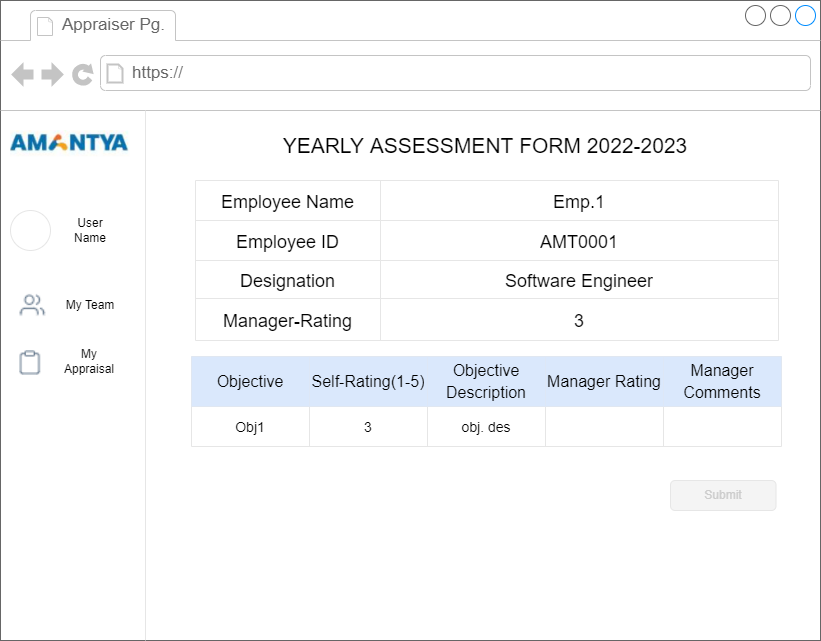 Appraiser Pg.
https://
AMANTYA
YEARLY ASSESSMENT FORM 2022-2023
User
Name
My Team
My
Appraisal
Employee Name Emp.1
Employee ID AMT0001
Designation Software Engineer
Manager-Rating 3
Objective Self-Rating(1-5) Objective Description Manager Rating Manager Comments
Obj1 3 obj. des
Submit